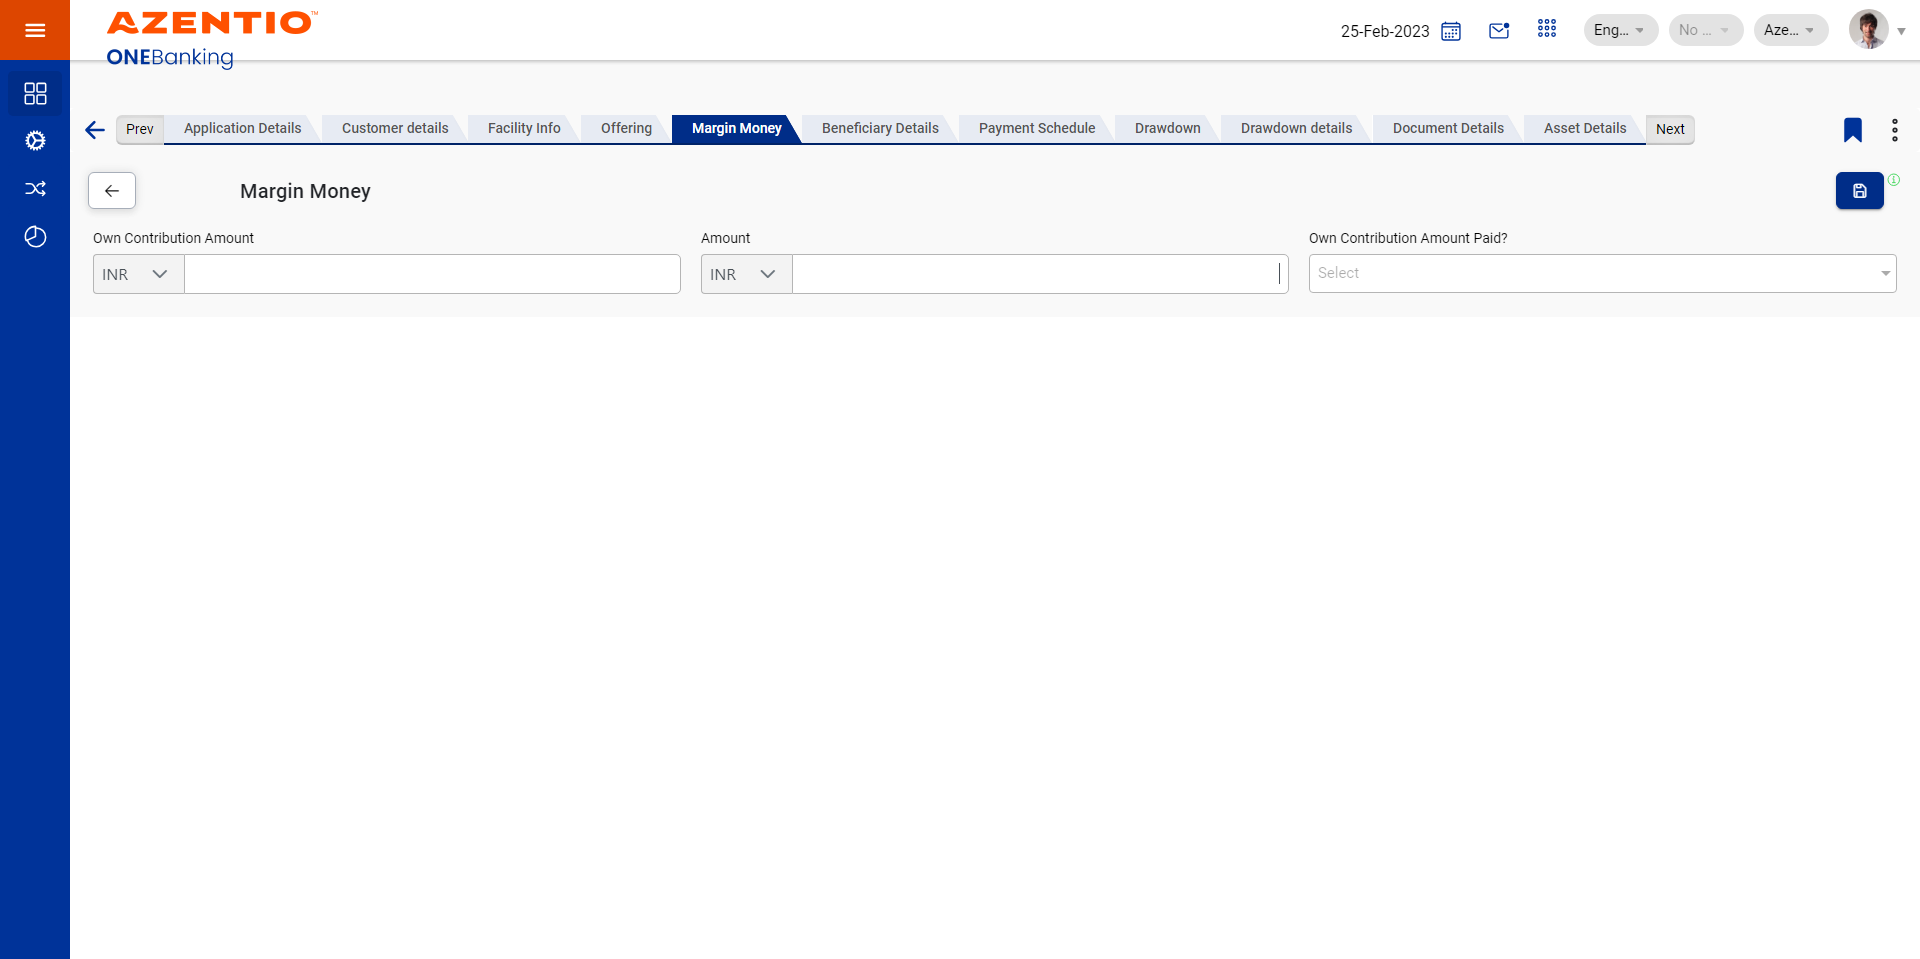 AZENTIO™
ONEBanking
25-Feb-2023
Eng...
No ...
Aze...
Prev
Application Details
Customer details
Facility Info
Offering
Margin Money
Beneficiary Details
Payment Schedule
Drawdown
Drawdown details
Document Details
Asset Details
Next
Margin Money
Own Contribution Amount
Amount
Own Contribution Amount Paid?
INR
INR
Select